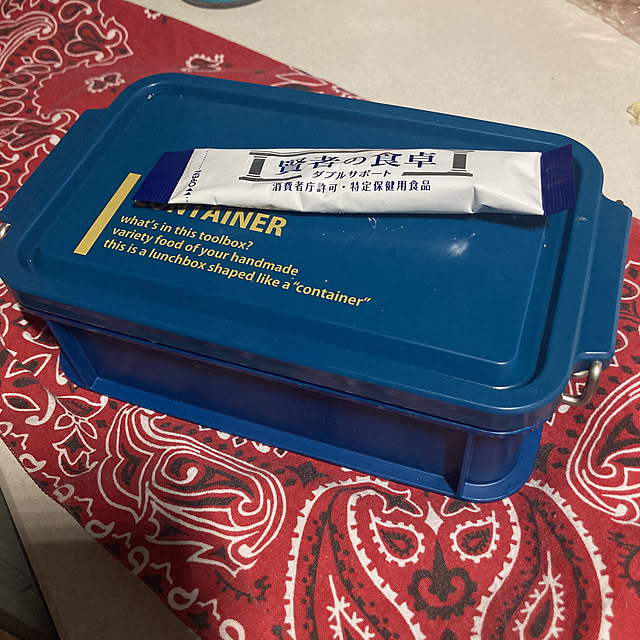 賢者の食卓
ダブルサポート
消費者庁許可・特定保健用食品
OPEN
NTAINER
what's in this toolbox?
variety food of your handmade
this is a lunchbox shaped like a "container"